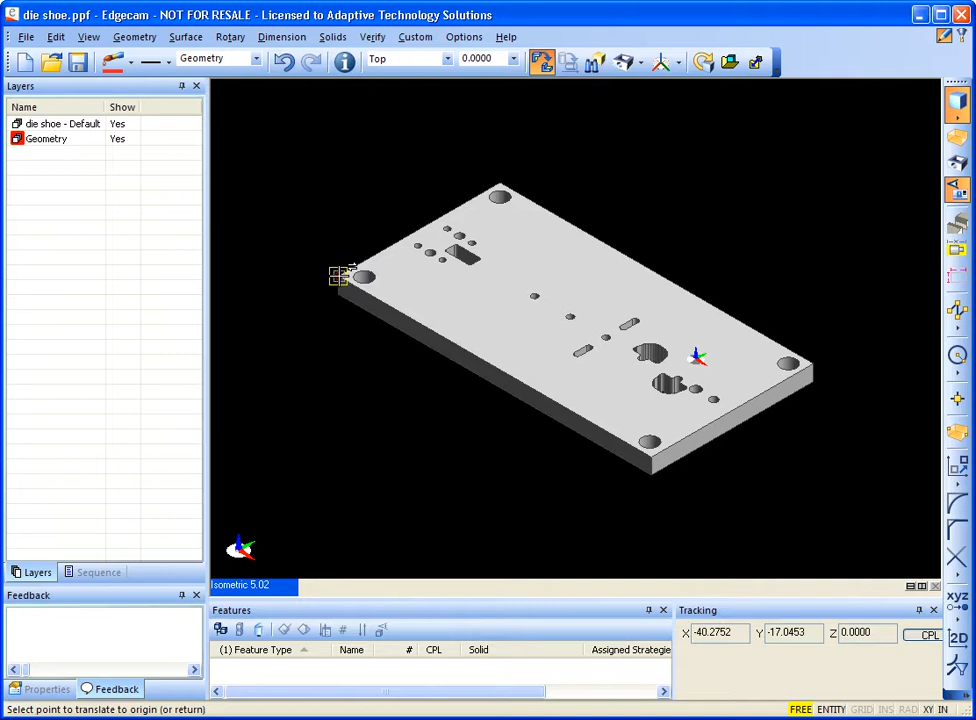 die shoe.ppf - Edgecam - NOT FOR RESALE - Licensed to Adaptive Technology Solutions
File Edit View Geometry Surface Rotary Dimension Solids Verify Custom Options Help
Geometry Top 0.0000
Layers
Name Show
die shoe - Default Yes
Geometry Yes
Layers Sequence
Isometric 5.02
Feedback
Features
Tracking
X -40.2752 Y -17.0453 Z 0.0000 CPL
(1) Feature Type Name # CPL Solid Assigned Strategie
xyz
2D
Properties Feedback
Select point to translate to origin (or return)
FREE ENTITY GRID INS RAD XY IN